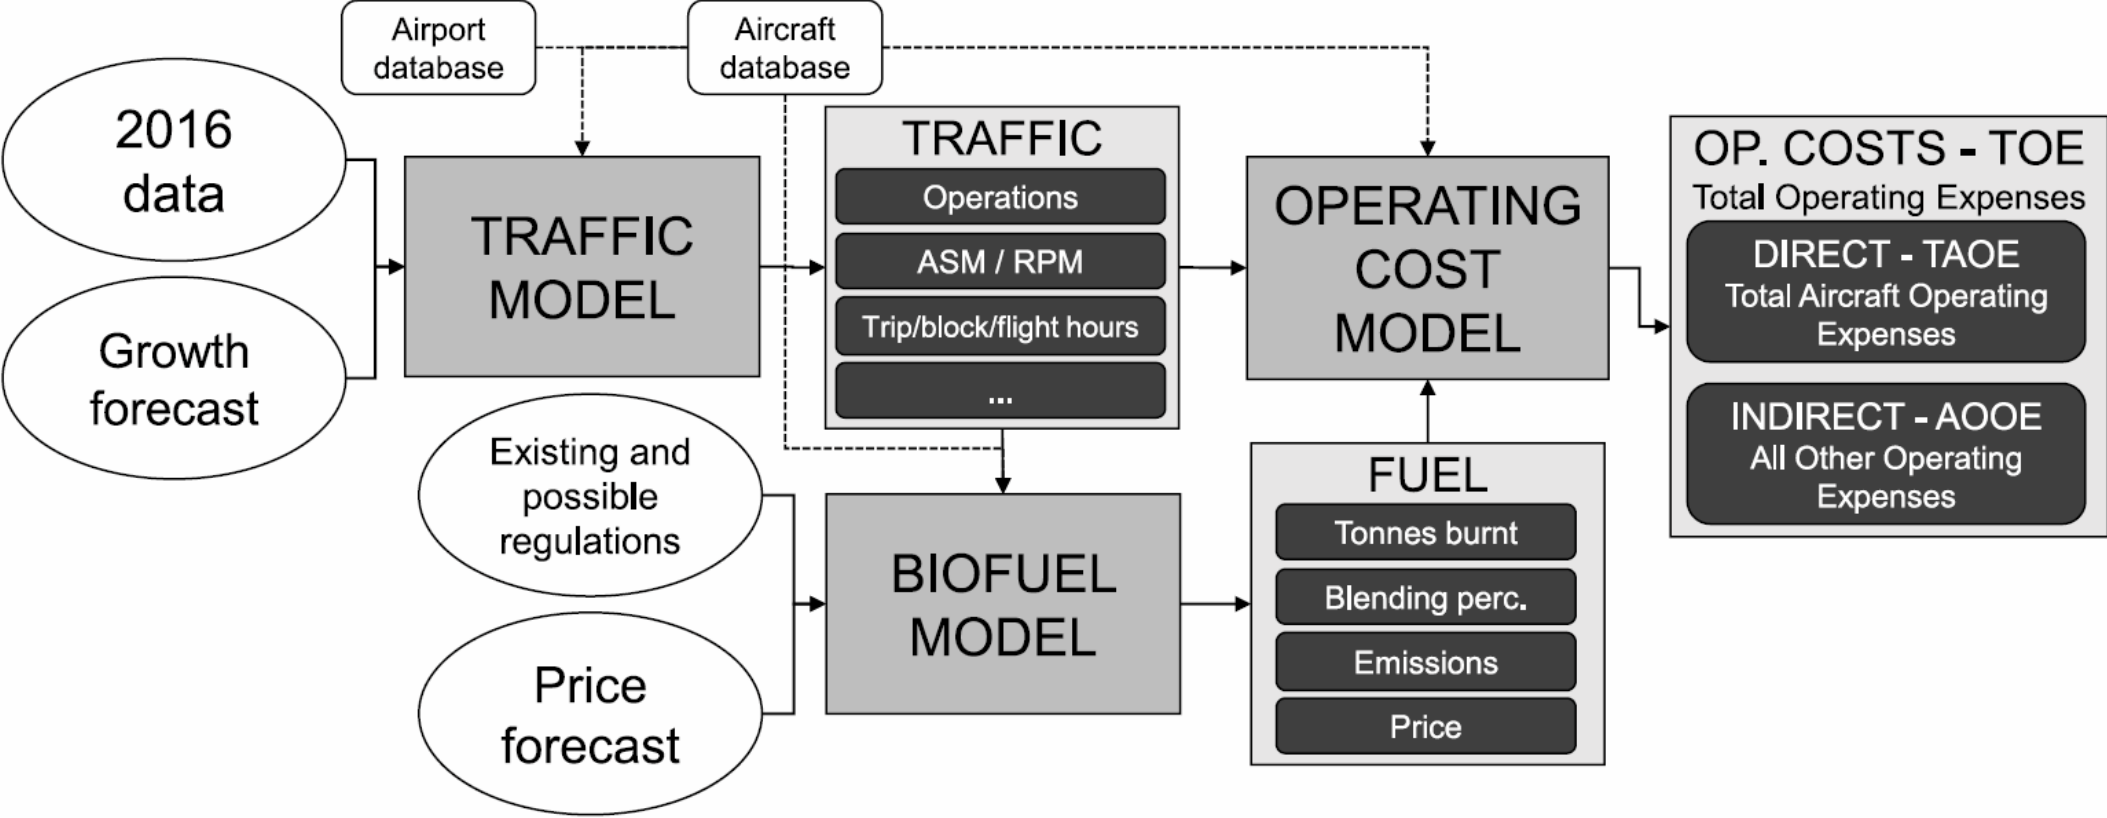 Airport
database
Aircraft
database
2016
data
Growth
forecast
TRAFFIC
MODEL
TRAFFIC
Operations
ASM / RPM
Trip/block/flight hours
...
OPERATING
COST
MODEL
OP. COSTS - TOE
Total Operating Expenses
DIRECT - TAOE
Total Aircraft Operating
Expenses
INDIRECT - AOOE
All Other Operating
Expenses
Existing and
possible
regulations
Price
forecast
BIOFUEL
MODEL
FUEL
Tonnes burnt
Blending perc.
Emissions
Price